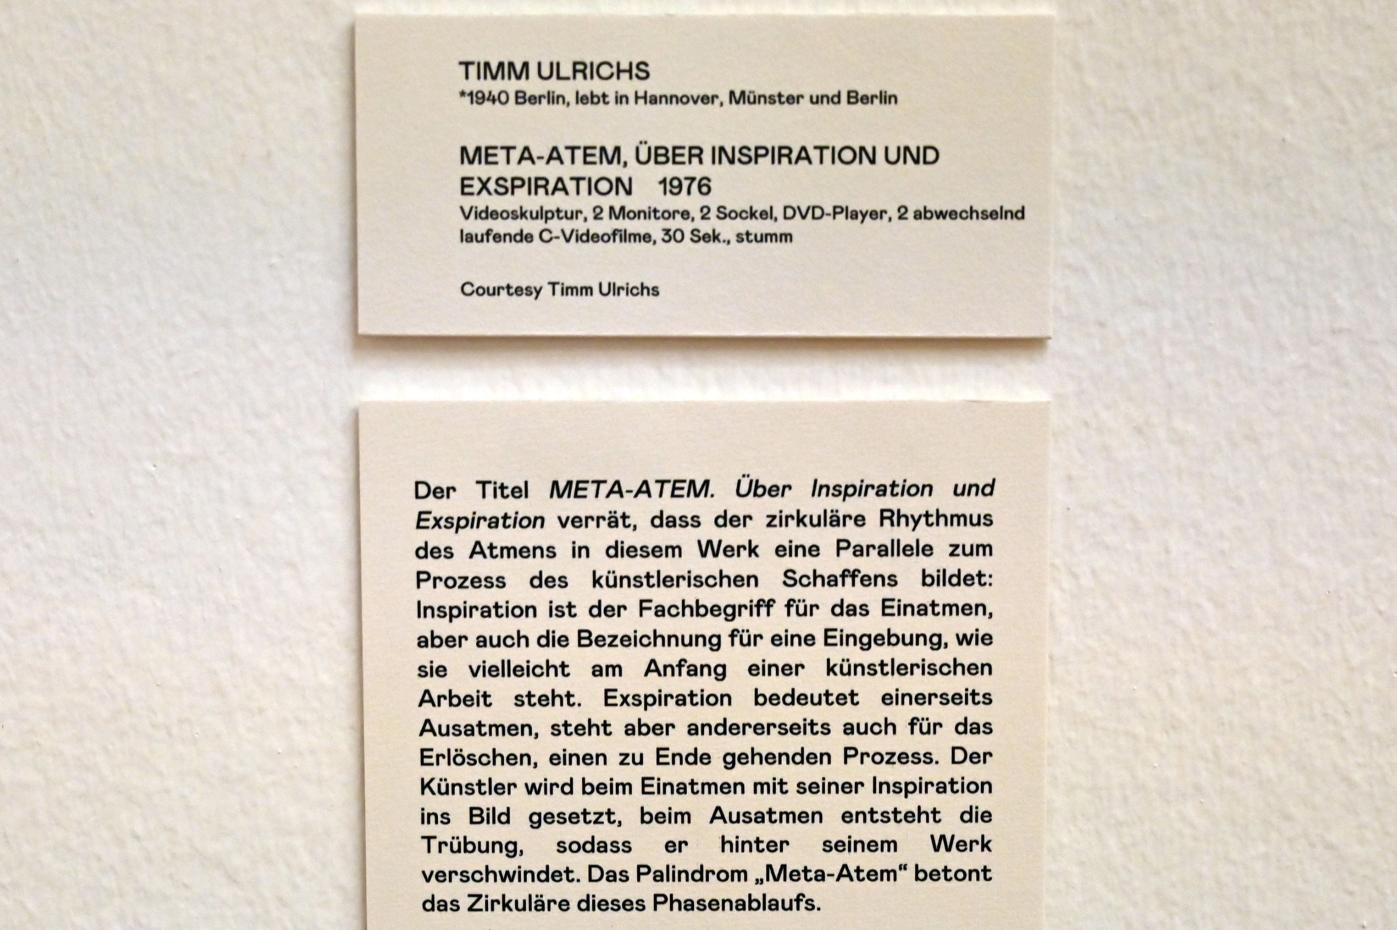 TIMM ULRICHS
*1940 Berlin, lebt in Hannover, Münster und Berlin
META-ATEM, ÜBER INSPIRATION UND
EXSPIRATION 1976
Videoskulptur, 2 Monitore, 2 Sockel, DVD-Player, 2 abwechselnd
laufende C-Videofilme, 30 Sek., stumm
Courtesy Timm Ulrichs
Der Titel META-ATEM. Über Inspiration und
Exspiration verrät, dass der zirkuläre Rhythmus
des Atmens in diesem Werk eine Parallele zum
Prozess des künstlerischen Schaffens bildet:
Inspiration ist der Fachbegriff für das Einatmen,
aber auch die Bezeichnung für eine Eingebung, wie
sie vielleicht am Anfang einer künstlerischen
Arbeit steht. Exspiration bedeutet einerseits
Ausatmen, steht aber andererseits auch für das
Erlöschen, einen zu Ende gehenden Prozess. Der
Künstler wird beim Einatmen mit seiner Inspiration
ins Bild gesetzt, beim Ausatmen entsteht die
Trübung, sodass er hinter seinem Werk
verschwindet. Das Palindrom „Meta-Atem“ betont
das Zirkuläre dieses Phasenablaufs.